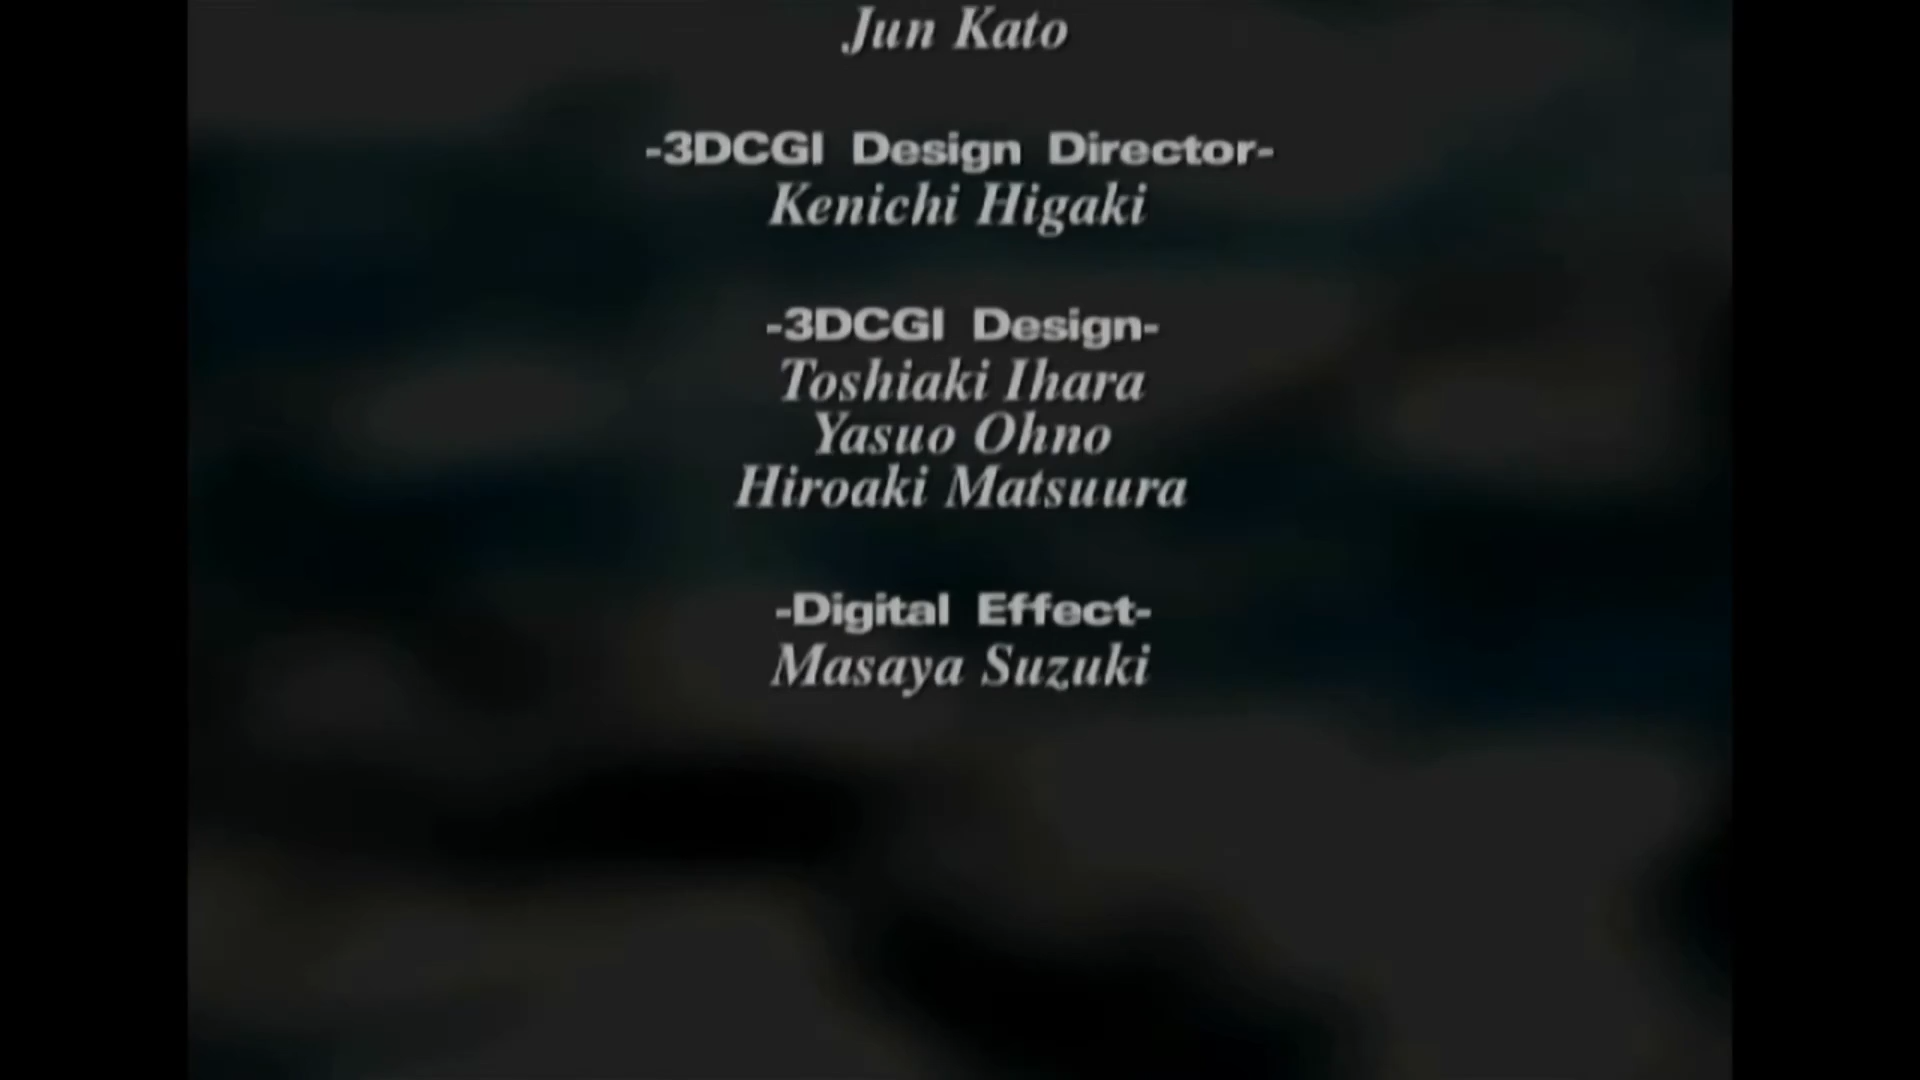 Jun Kato
-3DCGI Design Director-
Kenichi Higaki
-3DCGI Design-
Toshiaki Ihara
Yasuo Ohno
Hiroaki Matsuura
-Digital Effect-
Masaya Suzuki